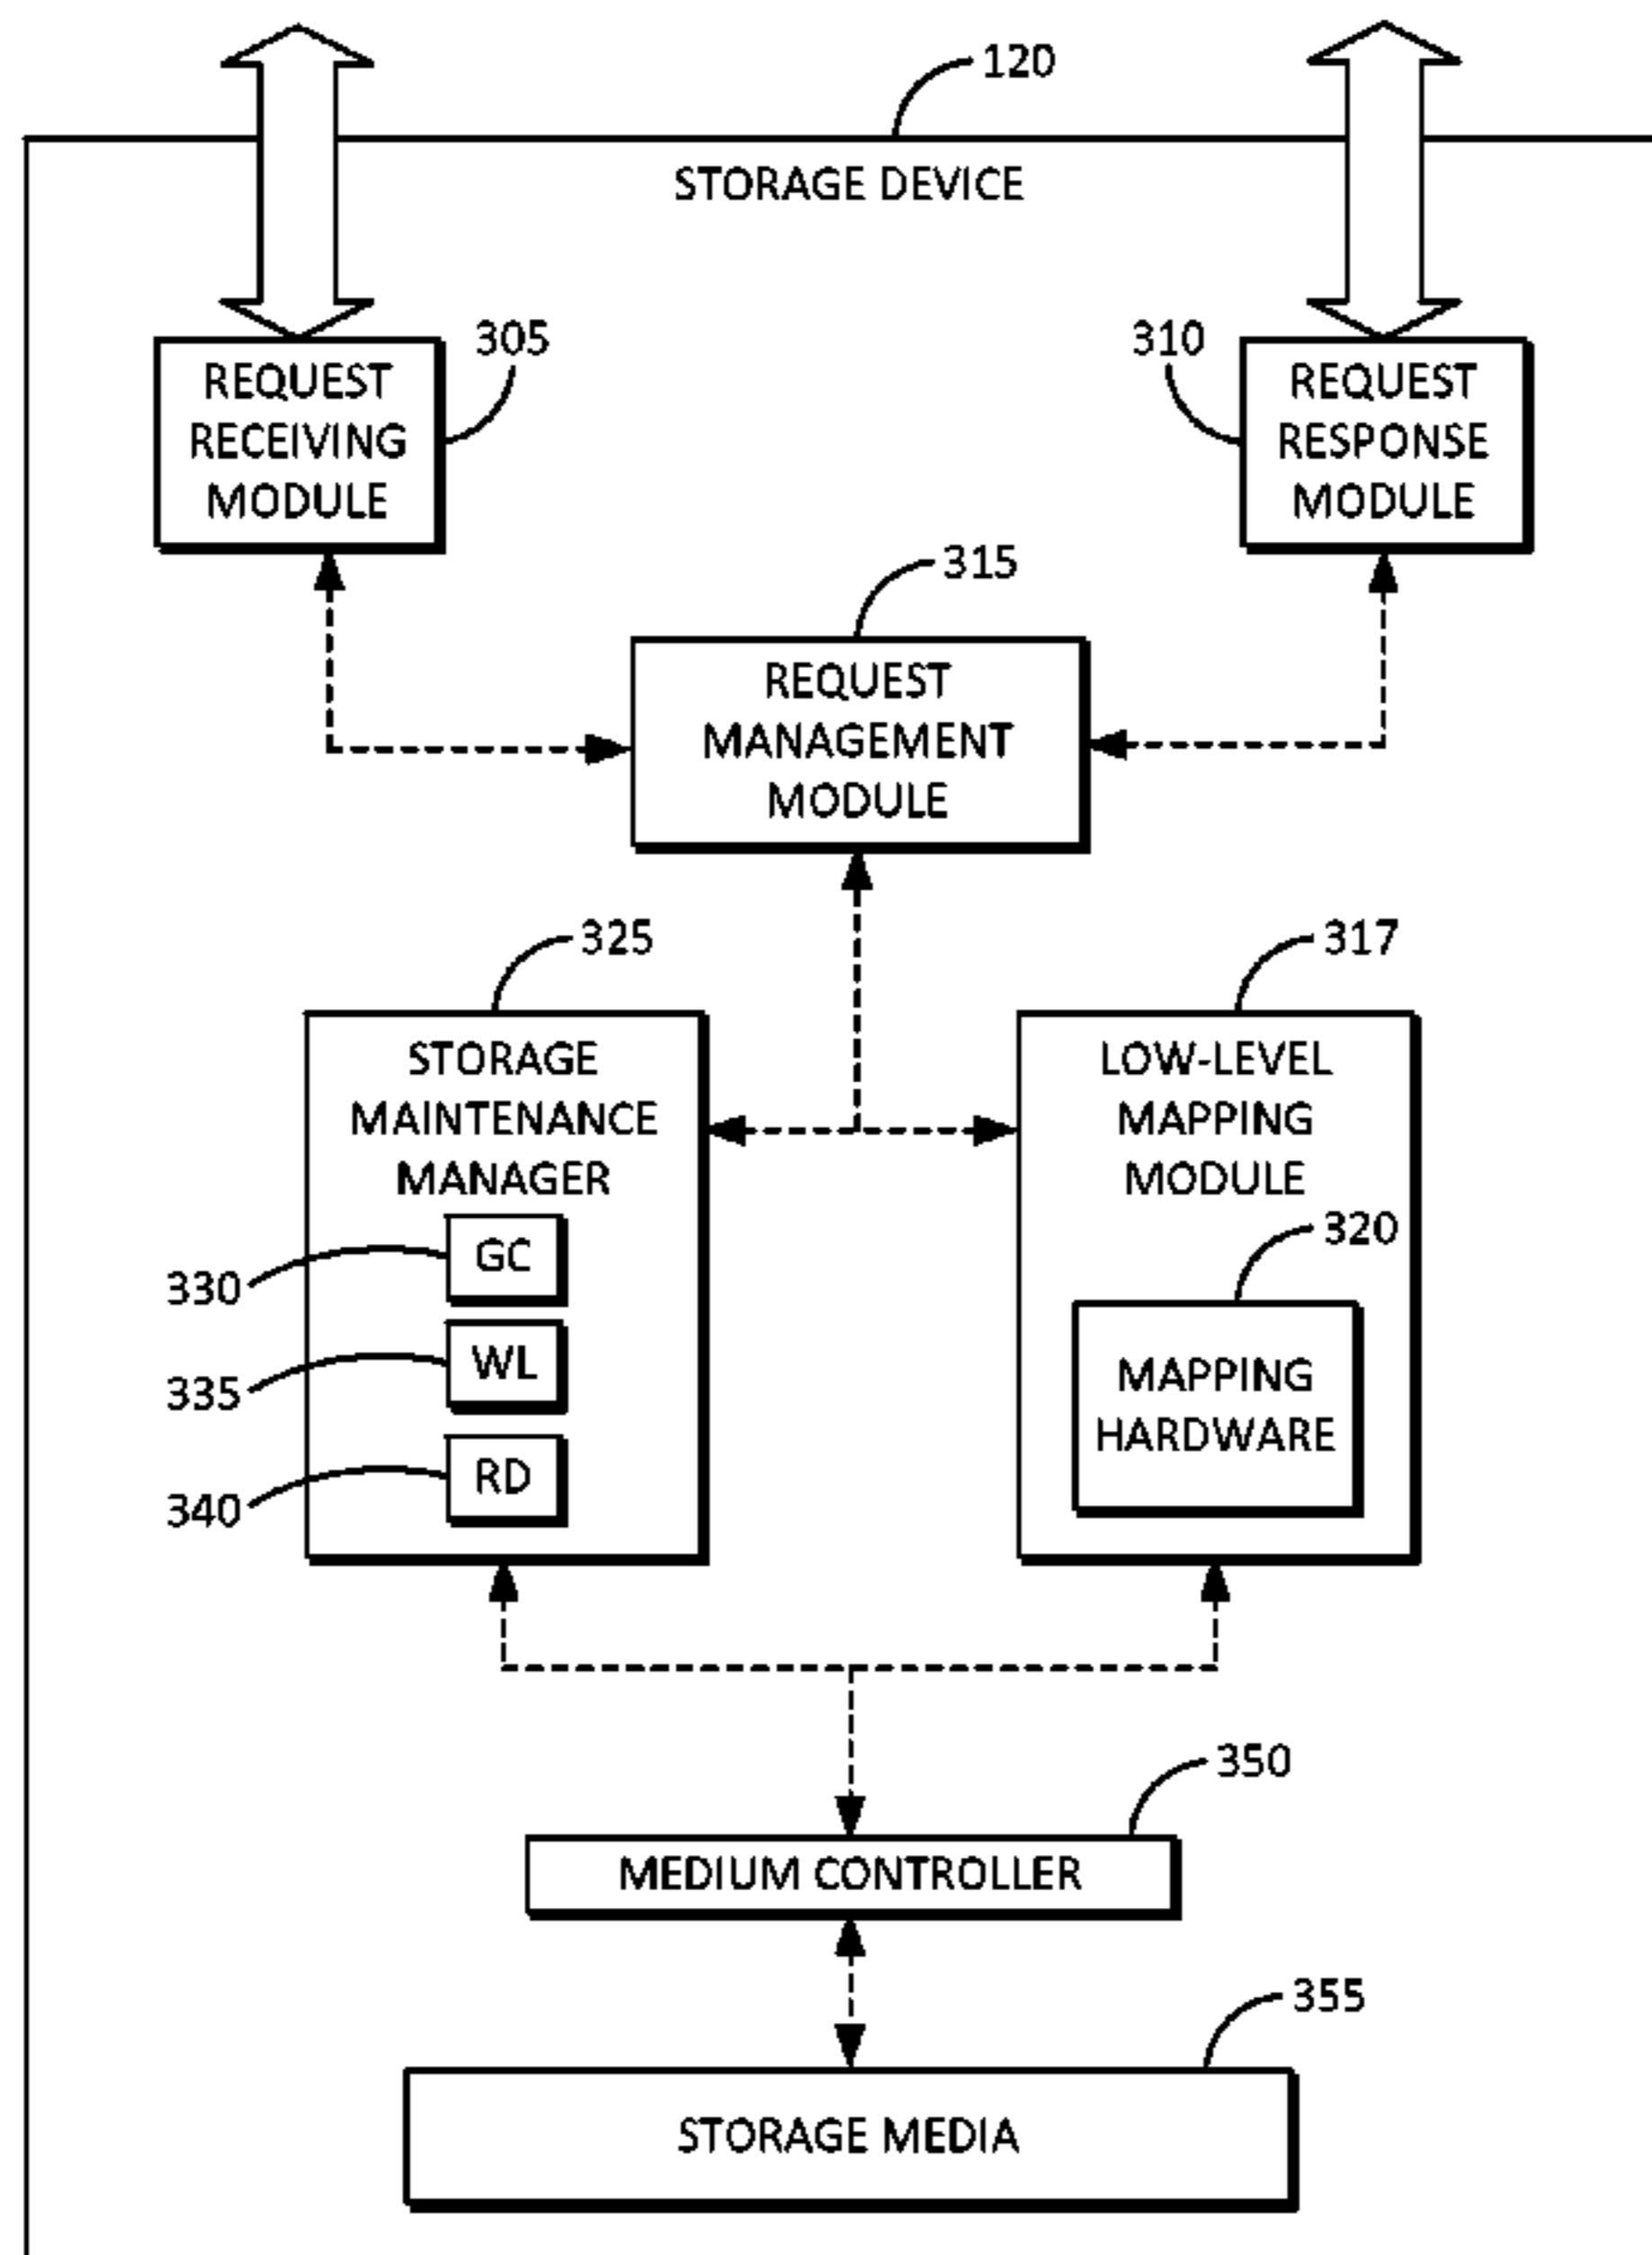 120
STORAGE DEVICE
305
REQUEST
RECEIVING
MODULE
310
REQUEST
RESPONSE
MODULE
315
REQUEST
MANAGEMENT
MODULE
325
STORAGE
MAINTENANCE
MANAGER
330
GC
335
WL
340
RD
317
LOW-LEVEL
MAPPING
MODULE
320
MAPPING
HARDWARE
350
MEDIUM CONTROLLER
355
STORAGE MEDIA